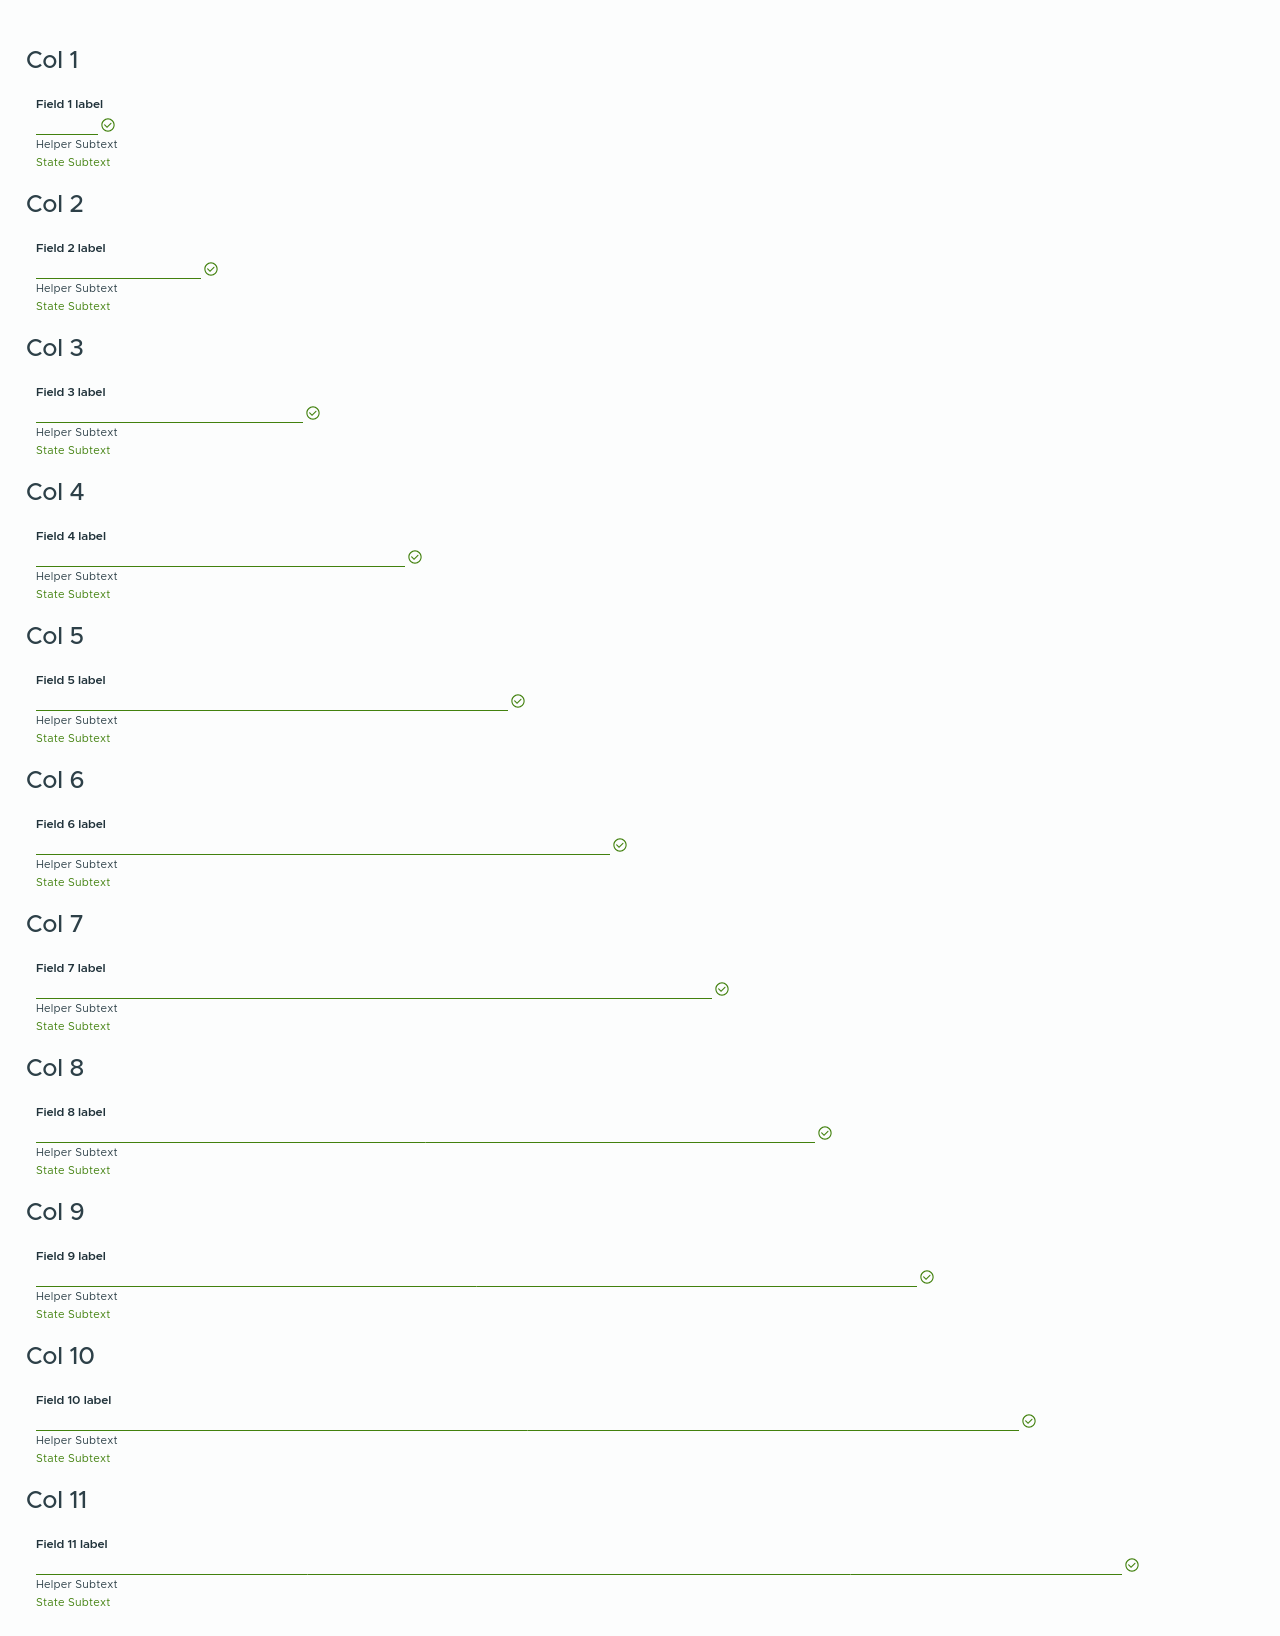 Col 1
Field 1 label
Helper Subtext
State Subtext
Col 2
Field 2 label
Helper Subtext
State Subtext
Col 3
Field 3 label
Helper Subtext
State Subtext
Col 4
Field 4 label
Helper Subtext
State Subtext
Col 5
Field 5 label
Helper Subtext
State Subtext
Col 6
Field 6 label
Helper Subtext
State Subtext
Col 7
Field 7 label
Helper Subtext
State Subtext
Col 8
Field 8 label
Helper Subtext
State Subtext
Col 9
Field 9 label
Helper Subtext
State Subtext
Col 10
Field 10 label
Helper Subtext
State Subtext
Col 11
Field 11 label
Helper Subtext
State Subtext